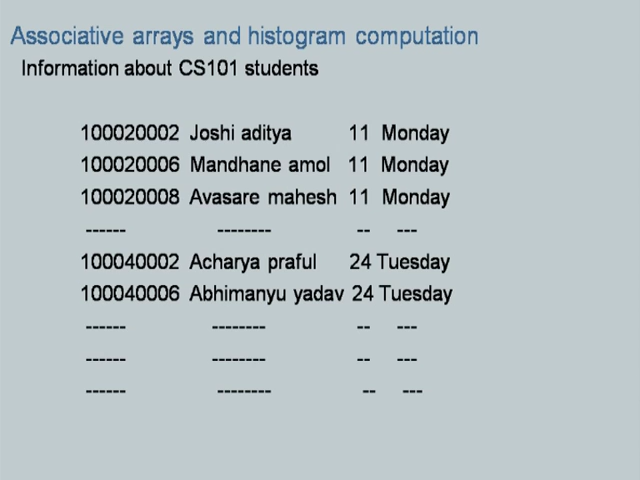 Associative arrays and histogram computation
Information about CS101 students
100020002 Joshi aditya 11 Monday
100020006 Mandhane amol 11 Monday
100020008 Avasare mahesh 11 Monday
------ -------- -- ---
100040002 Acharya praful 24 Tuesday
100040006 Abhimanyu yadav 24 Tuesday
------ -------- -- ---
------ -------- -- ---
------ -------- -- ---